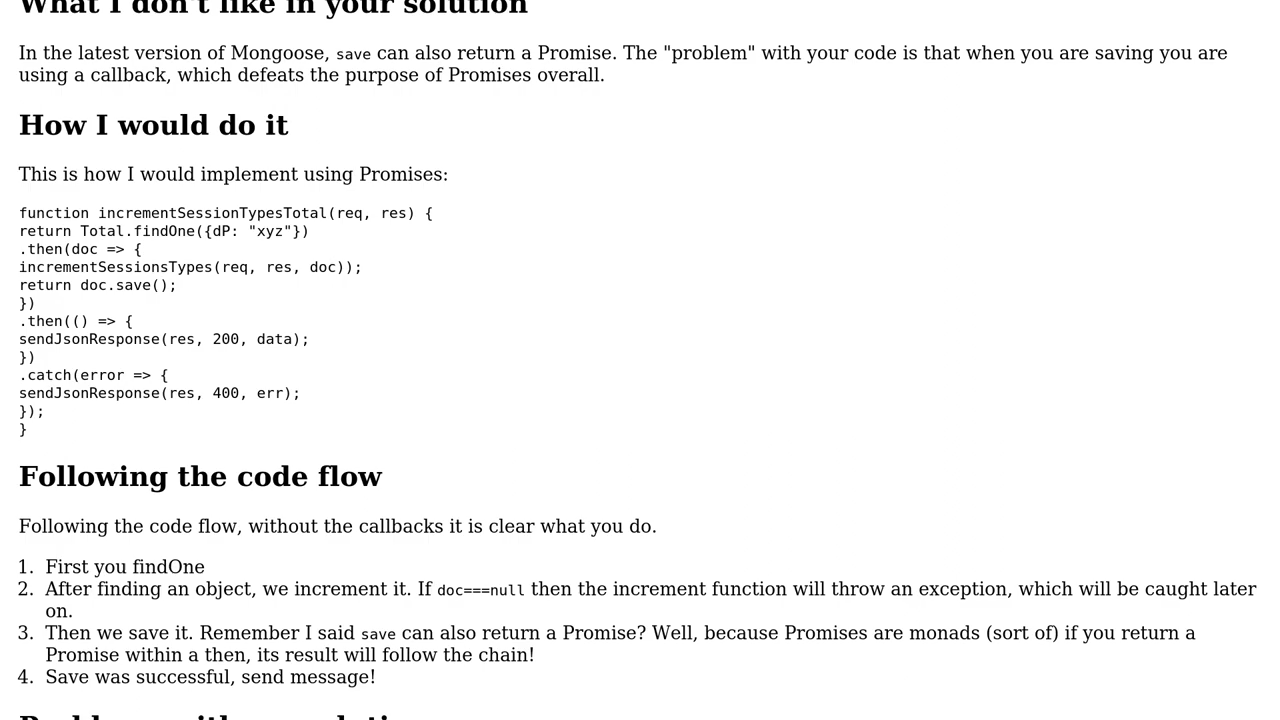 What I don't like in your solution
In the latest version of Mongoose, save can also return a Promise. The "problem" with your code is that when you are saving you are
using a callback, which defeats the purpose of Promises overall.
How I would do it
This is how I would implement using Promises:
function incrementSessionTypesTotal(req, res) {
return Total.findOne({dP: "xyz"})
.then(doc => {
incrementSessionsTypes(req, res, doc));
return doc.save();
})
.then(() => {
sendJsonResponse(res, 200, data);
})
.catch(error => {
sendJsonResponse(res, 400, err);
});
}
Following the code flow
Following the code flow, without the callbacks it is clear what you do.
1. First you findOne
2. After finding an object, we increment it. If doc===null then the increment function will throw an exception, which will be caught later
on.
3. Then we save it. Remember I said save can also return a Promise? Well, because Promises are monads (sort of) if you return a
Promise within a then, its result will follow the chain!
4. Save was successful, send message!